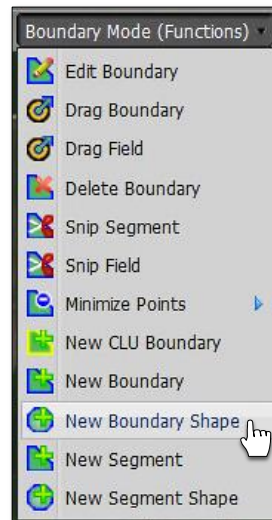 Boundary Mode (Functions)
Edit Boundary
Drag Boundary
Drag Field
Delete Boundary
Snip Segment
Snip Field
Minimize Points
New CLU Boundary
New Boundary
New Boundary Shape
New Segment
New Segment Shape